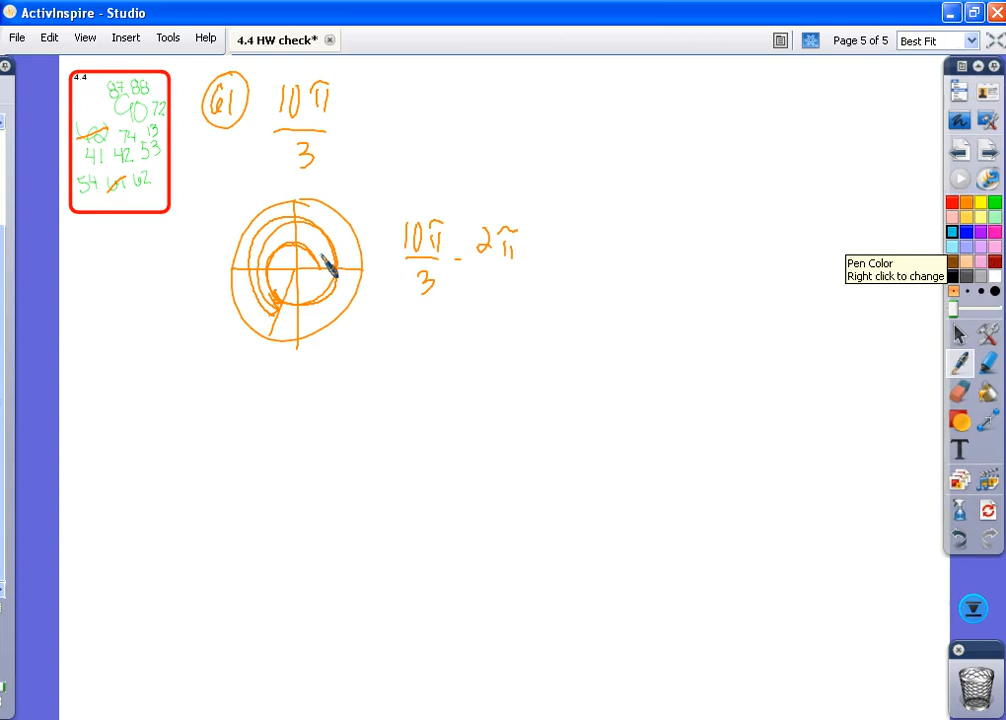 ActivInspire - Studio
File Edit View Insert Tools Help
4.4 HW check*
Page 5 of 5
Best Fit
4.4
87 88
90 72
74 13
41 42 53
54 61 62
61
10π
3
10π - 2π
3
Pen Color
Right click to change
T